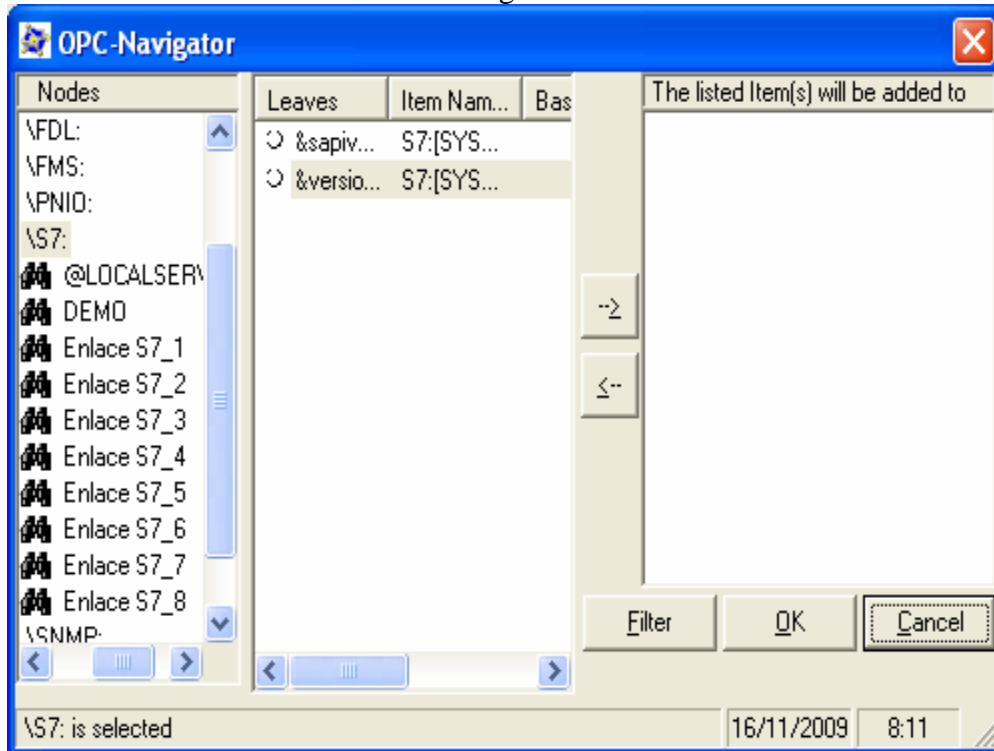 OPC-Navigator
Nodes
\FDL:
\FMS:
\PNIO:
\S7:
@LOCALSER
DEMO
Enlace S7_1
Enlace S7_2
Enlace S7_3
Enlace S7_4
Enlace S7_5
Enlace S7_6
Enlace S7_7
Enlace S7_8
\SNMP:
Leaves Item Nam... Bas
&sapiv... S7:[SYS...
&versio... S7:[SYS...
The listed Item(s) will be added to
-->
<--
Filter OK Cancel
\S7: is selected 16/11/2009 8:11